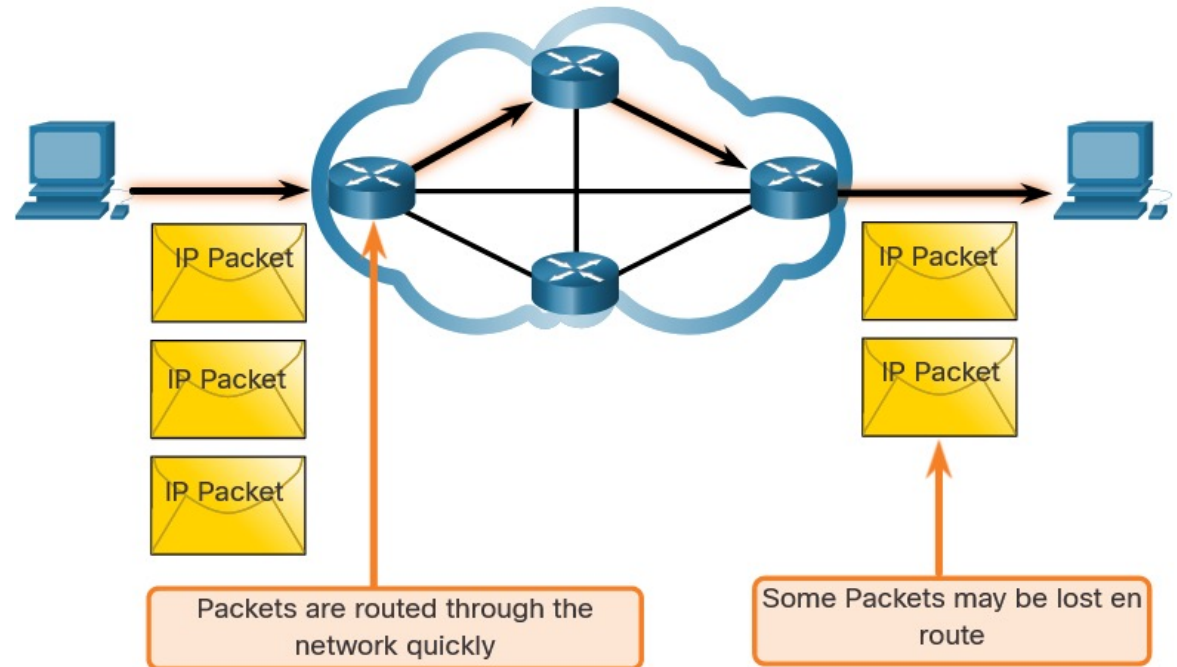 IP Packet
IP Packet
IP Packet
IP Packet
IP Packet
Packets are routed through the
network quickly
Some Packets may be lost en
route